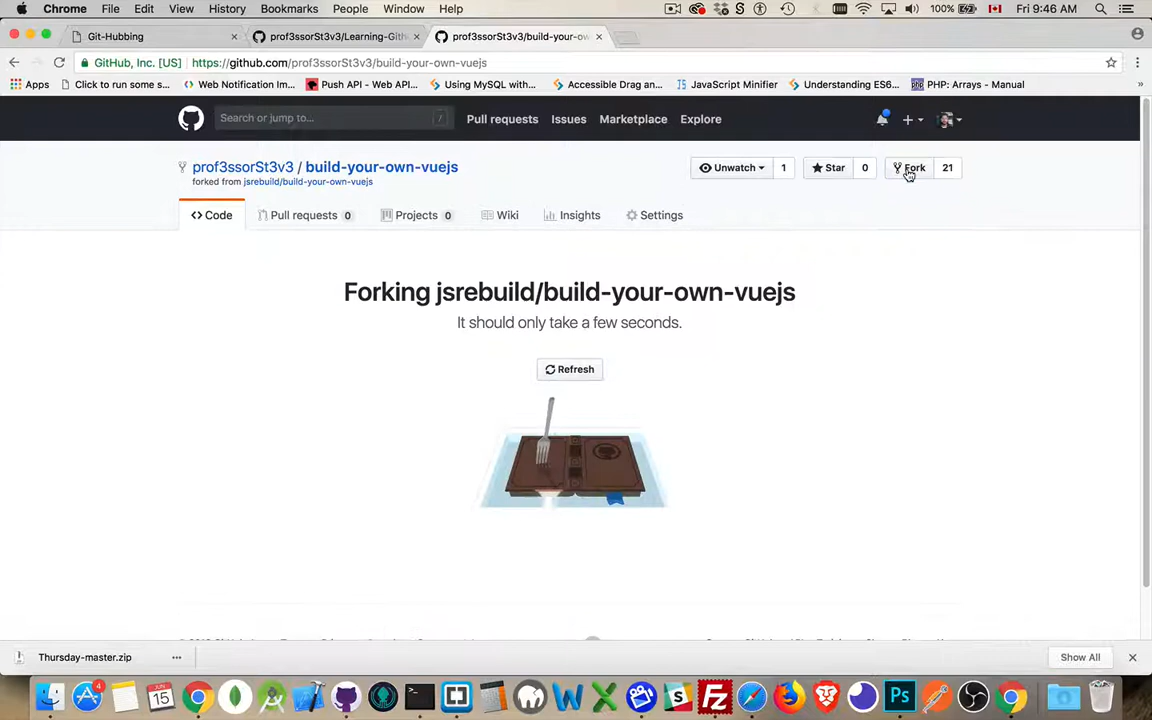 Chrome File Edit View History Bookmarks People Window Help 100% Fri 9:46 AM
Git-Hubbing × prof3ssorSt3v3/Learning-Gith × prof3ssorSt3v3/build-your-ow ×
GitHub, Inc. [US] https://github.com/prof3ssorSt3v3/build-your-own-vuejs
Apps Click to run some s... Web Notification Im... Push API - Web API... Using MySQL with... Accessible Drag an... JavaScript Minifier Understanding ES6... PHP: Arrays - Manual »
Search or jump to... / Pull requests Issues Marketplace Explore
prof3ssorSt3v3 / build-your-own-vuejs Unwatch 1 Star 0 Fork 21
forked from jsrebuild/build-your-own-vuejs
Code Pull requests 0 Projects 0 Wiki Insights Settings
Forking jsrebuild/build-your-own-vuejs
It should only take a few seconds.
Refresh
Thursday-master.zip Show All
4 JUN 15